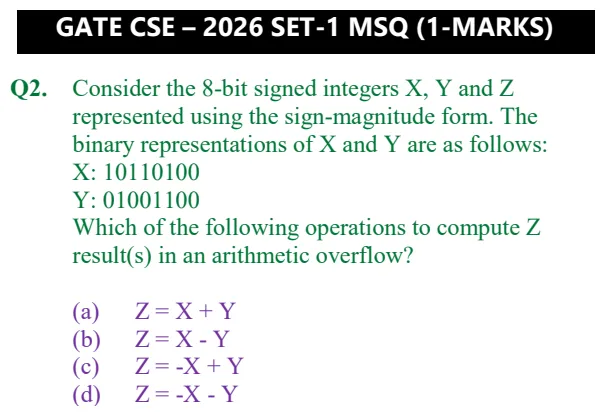 GATE CSE – 2026 SET-1 MSQ (1-MARKS)
Q2. Consider the 8-bit signed integers X, Y and Z
represented using the sign-magnitude form. The
binary representations of X and Y are as follows:
X: 10110100
Y: 01001100
Which of the following operations to compute Z
result(s) in an arithmetic overflow?
(a) Z = X + Y
(b) Z = X - Y
(c) Z = -X + Y
(d) Z = -X - Y